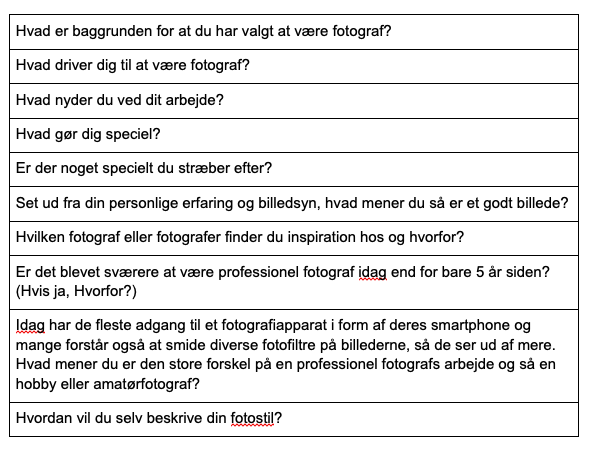 Hvad er baggrunden for at du har valgt at være fotograf?
Hvad driver dig til at være fotograf?
Hvad nyder du ved dit arbejde?
Hvad gør dig speciel?
Er der noget specielt du stræber efter?
Set ud fra din personlige erfaring og billedsyn, hvad mener du så er et godt billede?
Hvilken fotograf eller fotografer finder du inspiration hos og hvorfor?
Er det blevet sværere at være professionel fotograf idag end for bare 5 år siden?
(Hvis ja, Hvorfor?)
Idag har de fleste adgang til et fotografiapparat i form af deres smartphone og
mange forstår også at smide diverse fotofiltre på billederne, så de ser ud af mere.
Hvad mener du er den store forskel på en professionel fotografs arbejde og så en
hobby eller amatørfotograf?
Hvordan vil du selv beskrive din fotostil?